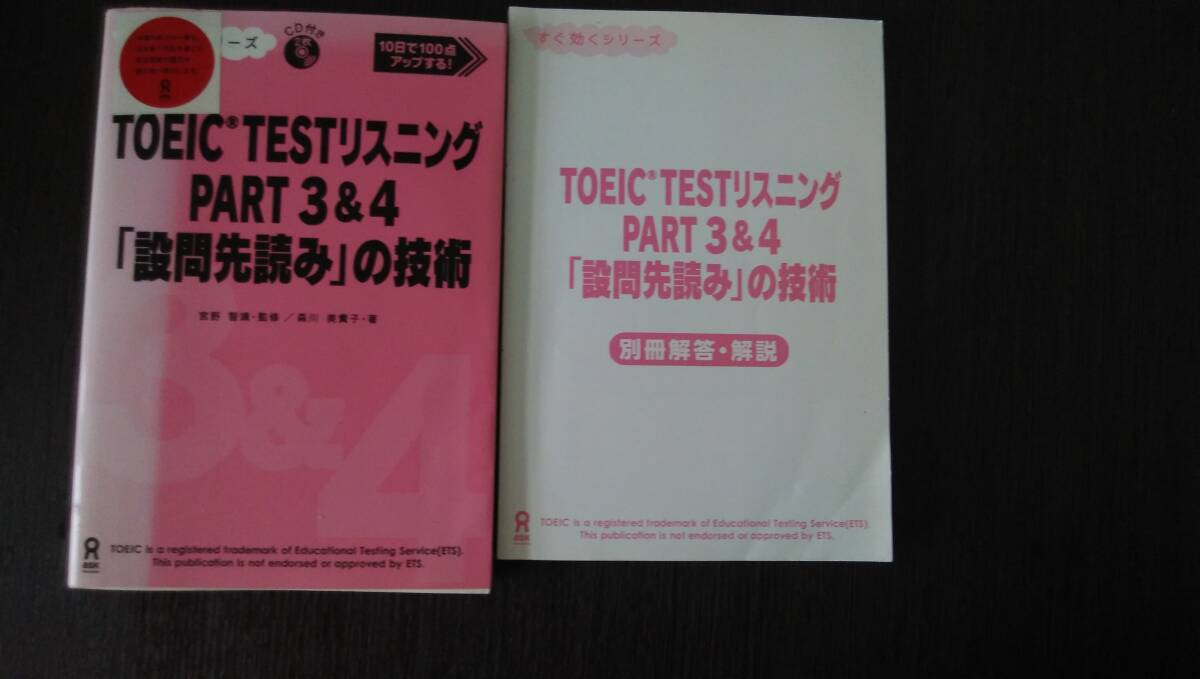 ーズ
CD付き
2枚
10日で100点
アップする!
TOEIC® TESTリスニング
PART 3&4
「設問先読み」の技術
宮野 智靖・監修/森川 美貴子・著
3&4
ask
TOEIC is a registered trademark of Educational Testing Service(ETS).
This publication is not endorsed or approved by ETS.
すぐ効くシリーズ
TOEIC® TESTリスニング
PART 3&4
「設問先読み」の技術
別冊解答・解説
ask
TOEIC is a registered trademark of Educational Testing Service(ETS).
This publication is not endorsed or approved by ETS.